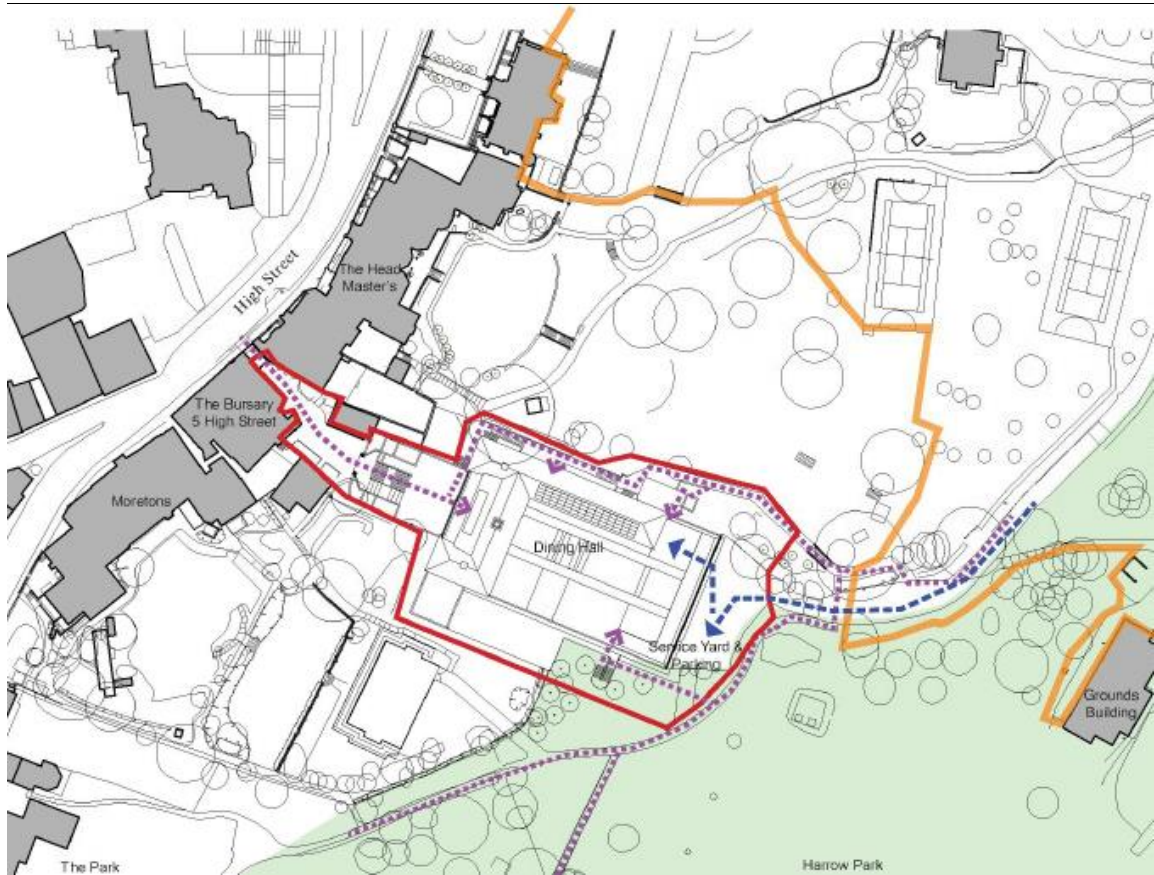 High Street
The Head
Master's
The Bursary
5 High Street
Moretons
Dining Hall
Service Yard &
Parking
Grounds
Building
The Park
Harrow Park